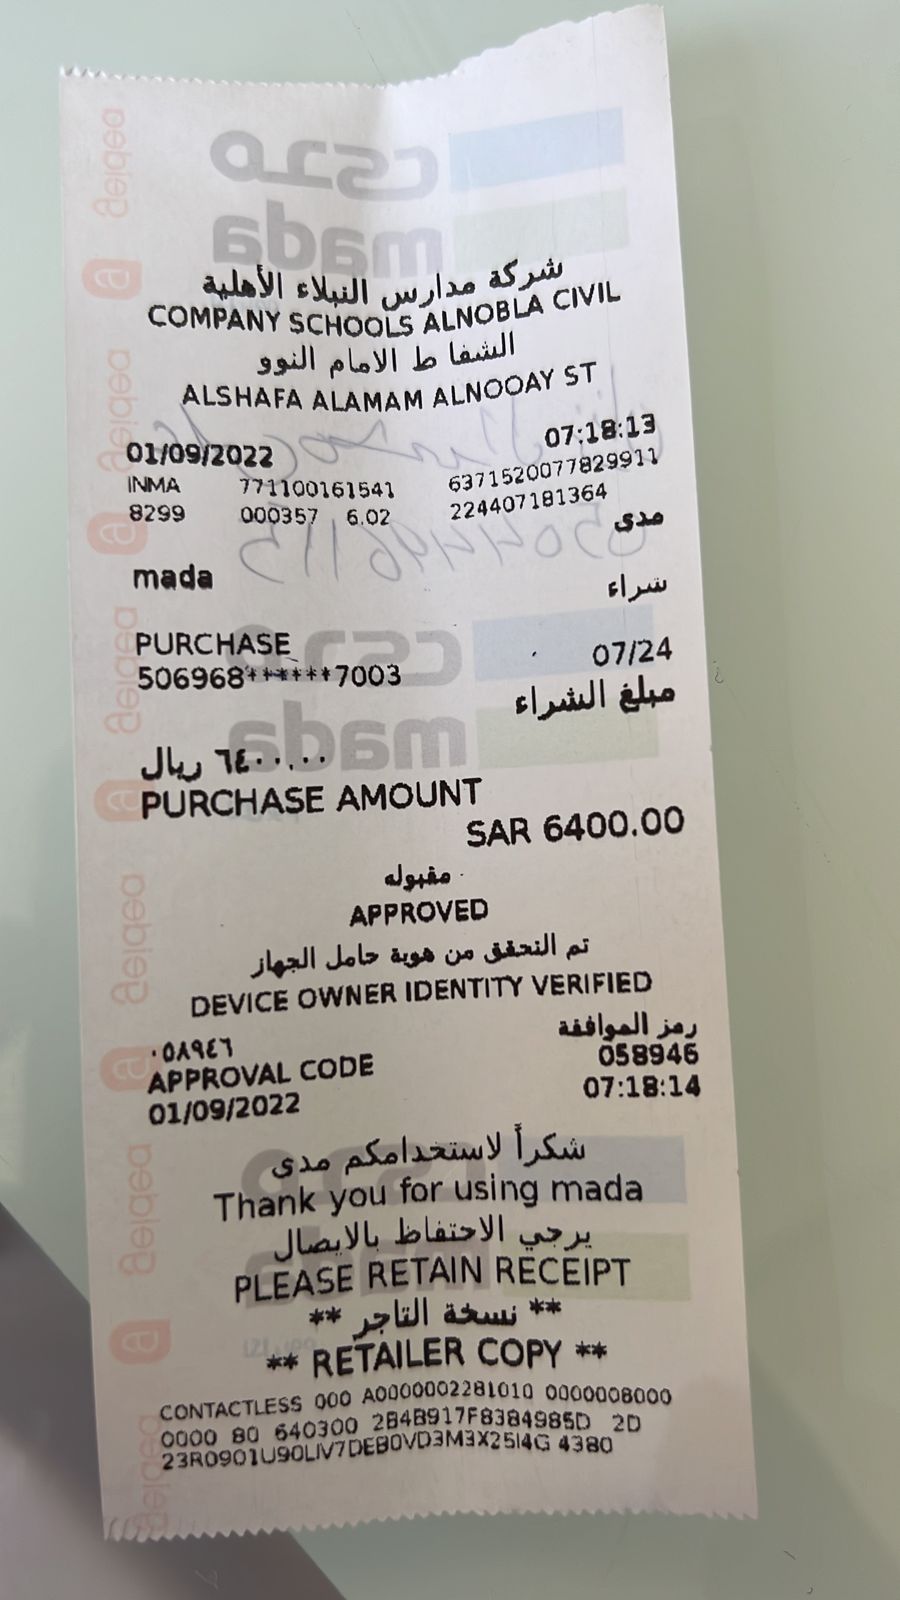 شركة مدارس النبلاء الأهلية
COMPANY SCHOOLS ALNOBLA CIVIL
الشفا ط الامام النوو
ALSHAFA ALAMAM ALNOOAY ST
01/09/2022 07:18:13
INMA 771100161541 6371520077829911
8299 000357 6.02 224407181364
مدى
mada
شراء
PURCHASE
506968******7003 07/24
مبلغ الشراء
٦٤٠٠.٠٠ ريال
PURCHASE AMOUNT
SAR 6400.00
مقبوله
APPROVED
تم التحقق من هوية حامل الجهاز
DEVICE OWNER IDENTITY VERIFIED
رمز الموافقة
٠٥٨٩٤٦
APPROVAL CODE 058946
01/09/2022 07:18:14
شكراً لاستخدامكم مدى
Thank you for using mada
يرجي الاحتفاظ بالايصال
PLEASE RETAIN RECEIPT
** نسخة التاجر **
** RETAILER COPY **
CONTACTLESS 000 A0000002281010 0000008000
0000 80 640300 2B4B917F8384985D 2D
23R0901U90LIV7DEB0VD3M3X25I4G 4380